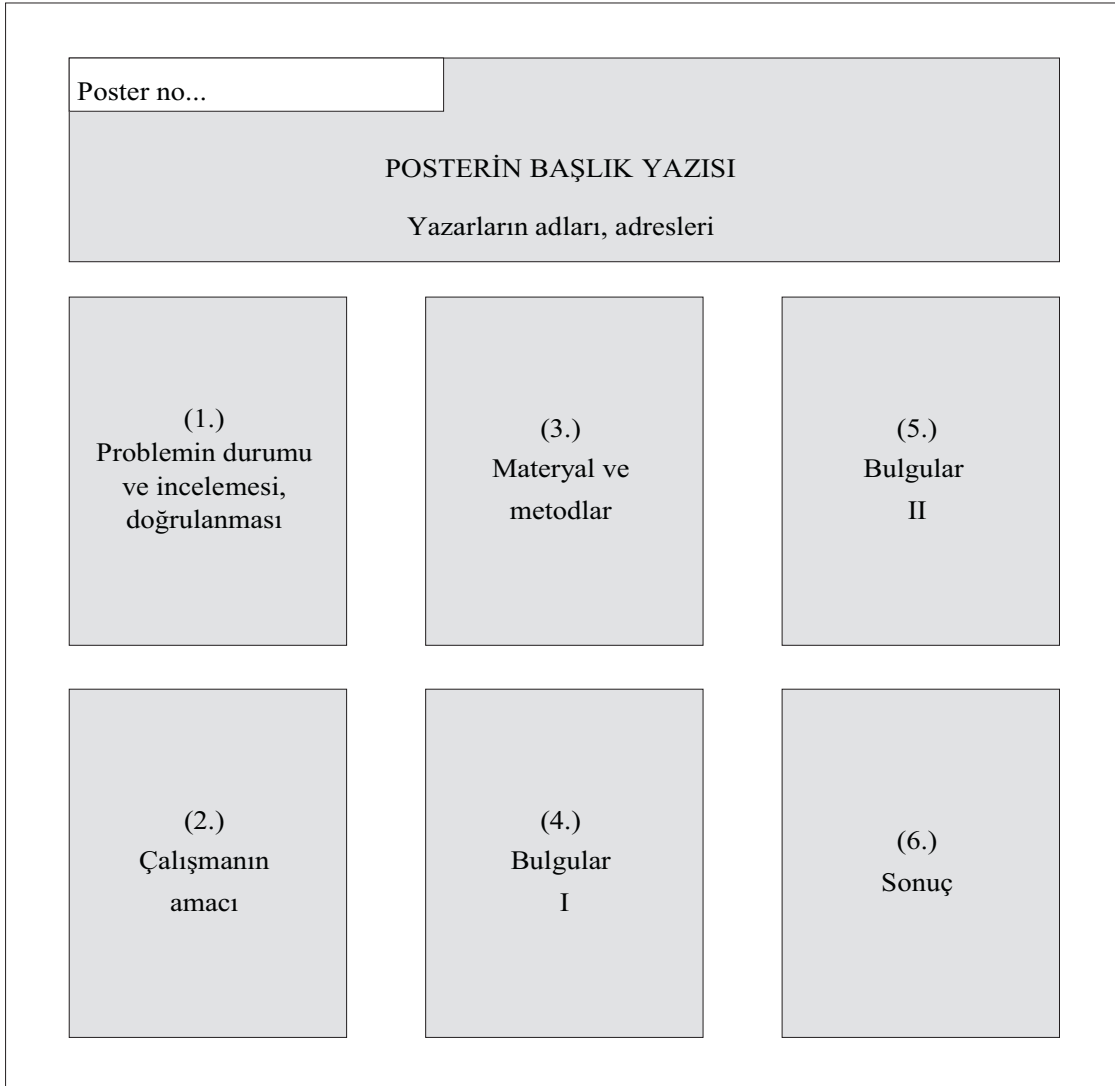 Poster no...
POSTERİN BAŞLIK YAZISI
Yazarların adları, adresleri
(1.)
Problemin durumu
ve incelemesi,
doğrulanması
(2.)
Çalışmanın
amacı
(3.)
Materyal ve
metodlar
(4.)
Bulgular
I
(5.)
Bulgular
II
(6.)
Sonuç